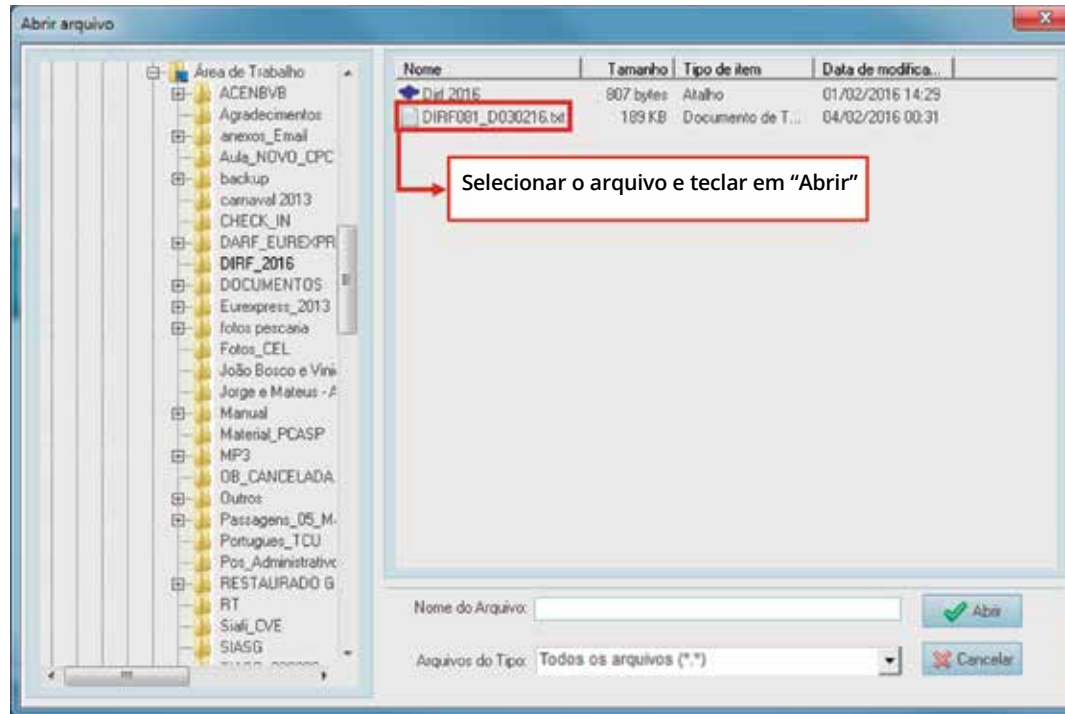 Abrir arquivo
Área de Trabalho
ACENBVB
Agradecimentos
anexos_Email
Aula_NOVO_CPC
backup
carnaval 2013
CHECK_IN
DARF_EUREXPR
DIRF_2016
DOCUMENTOS
Eurexpress_2013
fotos pescaria
Fotos_CEL
João Bosco e Vini
Jorge e Mateus - A
Manual
Material_PCASP
MP3
OB_CANCELADA
Outros
Passagens_05_M
Portugues_TCU
Pos_Administrativo
RESTAURADO G
RT
Siafi_CVE
SIASG
Nome Tamanho Tipo de item Data de modifica...
Dirf 2016 807 bytes Atalho 01/02/2016 14:29
DIRF081_D030216.txt 189 KB Documento de T... 04/02/2016 00:31
Selecionar o arquivo e teclar em “Abrir”
Nome do Arquivo: Abrir
Arquivos do Tipo: Todos os arquivos (*.*) Cancelar